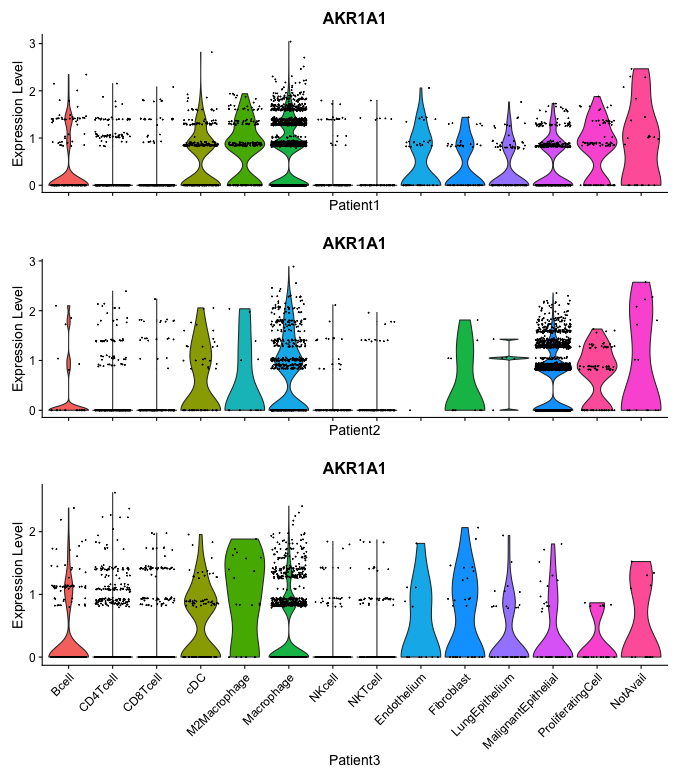 AKR1A1
Expression Level
3
2
1
0
Patient1
AKR1A1
Expression Level
3
2
1
0
Patient2
AKR1A1
Expression Level
2
1
0
Bcell
CD4Tcell
CD8Tcell
cDC
M2Macrophage
Macrophage
NKcell
NKTcell
Endothelium
Fibroblast
LungEpithelium
MalignantEpithelial
ProliferatingCell
NotAvail
Patient3